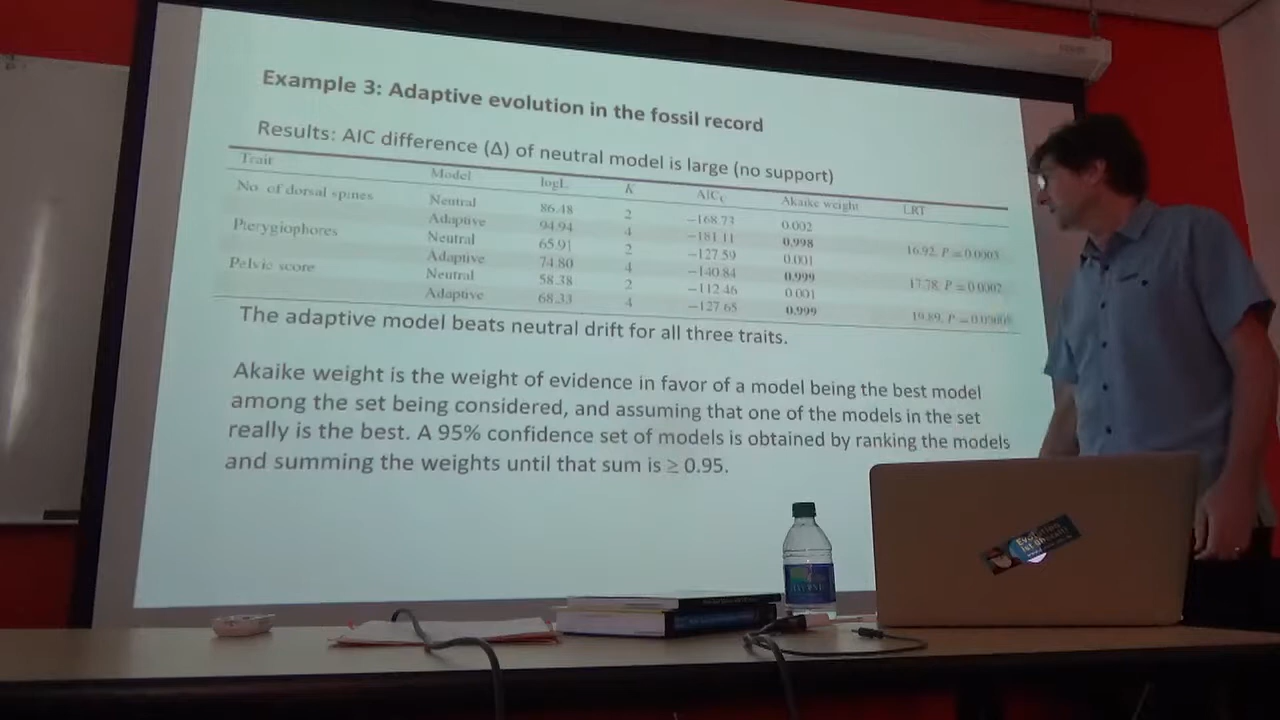 Example 3: Adaptive evolution in the fossil record
Results: AIC difference (Δ) of neutral model is large (no support)
Trait Model logL K AICc Akaike weight LRT
No. of dorsal spines Neutral 86.48 2 −168.73 0.002
Adaptive 94.94 4 −181.11 0.998 16.92, P = 0.0003
Pterygiophores Neutral 65.91 2 −127.59 0.001
Adaptive 74.80 4 −140.84 0.999 17.78, P = 0.0002
Pelvic score Neutral 58.38 2 −112.46 0.001
Adaptive 68.33 4 −127.65 0.999 19.89, P =
The adaptive model beats neutral drift for all three traits.
Akaike weight is the weight of evidence in favor of a model being the best model
among the set being considered, and assuming that one of the models in the set
really is the best. A 95% confidence set of models is obtained by ranking the models
and summing the weights until that sum is ≥ 0.95.
Evolution